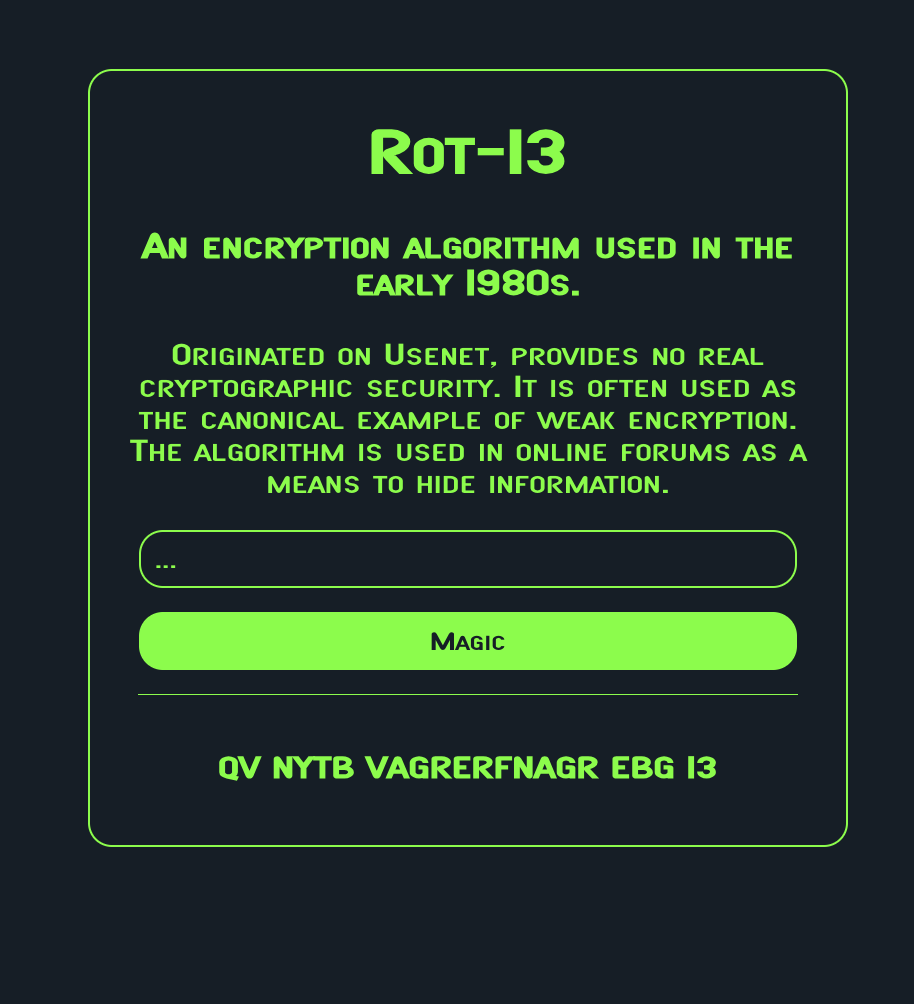 Rot-13
An encryption algorithm used in the
early 1980s.
Originated on Usenet, provides no real
cryptographic security. It is often used as
the canonical example of weak encryption.
The algorithm is used in online forums as a
means to hide information.
...
Magic
QV NYTB VAGRERFNAGR EBG 13